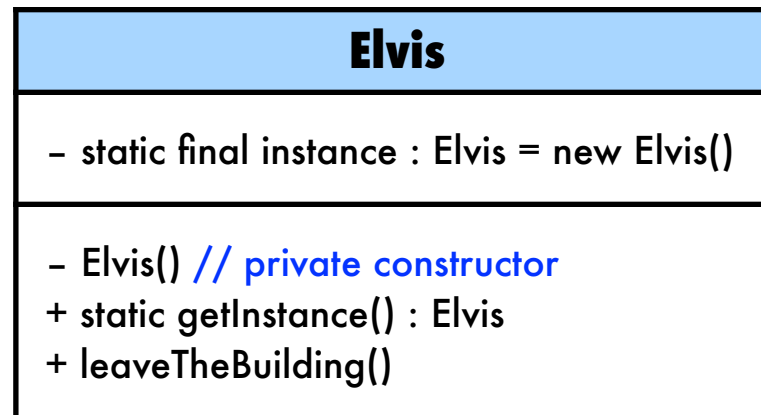 Elvis
– static final instance : Elvis = new Elvis()
– Elvis() // private constructor
+ static getInstance() : Elvis
+ leaveTheBuilding()